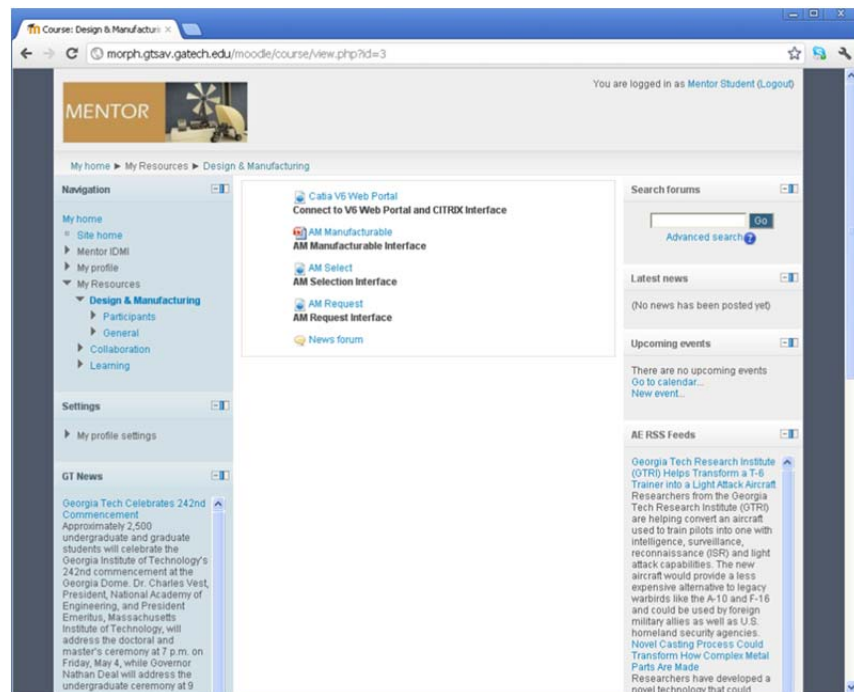 Course: Design & Manufactur
morph.gtsav.gatech.edu/moodle/course/view.php?id=3
You are logged in as Mentor Student (Logout)
MENTOR
My home ► My Resources ► Design & Manufacturing
Navigation
My home
Site home
Mentor IDMI
My profile
My Resources
Design & Manufacturing
Participants
General
Collaboration
Learning
Settings
My profile settings
GT News
Georgia Tech Celebrates 242nd
Commencement
Approximately 2,500
undergraduate and graduate
students will celebrate the
Georgia Institute of Technology's
242nd commencement at the
Georgia Dome. Dr. Charles Vest,
President, National Academy of
Engineering, and President
Emeritus, Massachusetts
Institute of Technology, will
address the doctoral and
master's ceremony at 7 p.m. on
Friday, May 4, while Governor
Nathan Deal will address the
undergraduate ceremony at 9
Catia V6 Web Portal
Connect to V6 Web Portal and CITRIX Interface
AM Manufacturable
AM Manufacturable Interface
AM Select
AM Selection Interface
AM Request
AM Request Interface
News forum
Search forums
Go
Advanced search
Latest news
(No news has been posted yet)
Upcoming events
There are no upcoming events
Go to calendar...
New event...
AE RSS Feeds
Georgia Tech Research Institute
(GTRI) Helps Transform a T-6
Trainer into a Light Attack Aircraft
Researchers from the Georgia
Tech Research Institute (GTRI)
are helping convert an aircraft
used to train pilots into one with
intelligence, surveillance,
reconnaissance (ISR) and light
attack capabilities. The new
aircraft would provide a less
expensive alternative to legacy
warbirds like the A-10 and F-16
and could be used by foreign
military allies as well as U.S.
homeland security agencies.
Novel Casting Process Could
Transform How Complex Metal
Parts Are Made
Researchers have developed a
novel technology that could